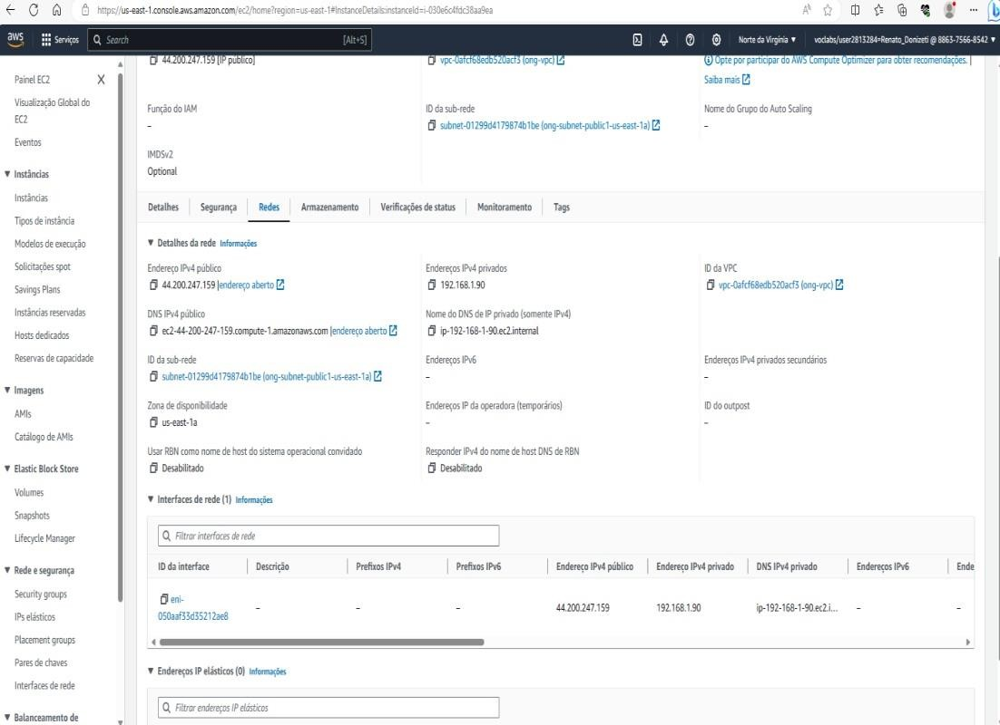 https://us-east-1.console.aws.amazon.com/ec2/home?region=us-east-1#InstanceDetails:instanceId=i-030e6c4fdc38aa9ea
aws Serviços Search [Alt+S] Norte da Virgínia voclabs/user2813284=Renato_Donizeti @ 8863-7566-8542
Painel EC2
Visualização Global do
EC2
Eventos
Instâncias
Instâncias
Tipos de instância
Modelos de execução
Solicitações spot
Savings Plans
Instâncias reservadas
Hosts dedicados
Reservas de capacidade
Imagens
AMIs
Catálogo de AMIs
Elastic Block Store
Volumes
Snapshots
Lifecycle Manager
Rede e segurança
Security groups
IPs elásticos
Placement groups
Pares de chaves
Interfaces de rede
Balanceamento de
44.200.247.159 [IP público]
vpc-0afcf68edb520acf3 (ong-vpc)
Opte por participar do AWS Compute Optimizer para obter recomendações. |
Saiba mais
Função do IAM
–
ID da sub-rede
subnet-01299d4179874b1be (ong-subnet-public1-us-east-1a)
Nome do Grupo do Auto Scaling
–
IMDSv2
Optional
Detalhes Segurança Redes Armazenamento Verificações de status Monitoramento Tags
Detalhes da rede Informações
Endereço IPv4 público
44.200.247.159 |endereço aberto
Endereços IPv4 privados
192.168.1.90
ID da VPC
vpc-0afcf68edb520acf3 (ong-vpc)
DNS IPv4 público
ec2-44-200-247-159.compute-1.amazonaws.com |endereço aberto
Nome do DNS de IP privado (somente IPv4)
ip-192-168-1-90.ec2.internal
ID da sub-rede
subnet-01299d4179874b1be (ong-subnet-public1-us-east-1a)
Endereços IPv6
–
Endereços IPv4 privados secundários
–
Zona de disponibilidade
us-east-1a
Endereços IP da operadora (temporários)
–
ID do outpost
–
Usar RBN como nome de host do sistema operacional convidado
Desabilitado
Responder IPv4 do nome de host DNS de RBN
Desabilitado
Interfaces de rede (1) Informações
Filtrar interfaces de rede
ID da interface Descrição Prefixos IPv4 Prefixos IPv6 Endereço IPv4 público Endereço IPv4 privado DNS IPv4 privado Endereços IPv6 Ende
eni-
050aaf33d35212ae8 – – – 44.200.247.159 192.168.1.90 ip-192-168-1-90.ec2.i... – –
Endereços IP elásticos (0) Informações
Filtrar endereços IP elásticos